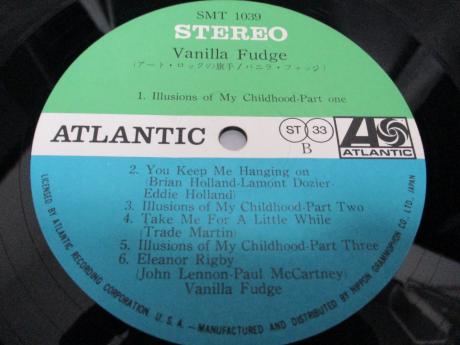 SMT 1039
STEREO
Vanilla Fudge
(アート・ロックの旗手/バニラ・ファッジ)
1. Illusions of My Childhood-Part one
ATLANTIC
ST 33
B
ATLANTIC
2. You Keep Me Hanging on
(Brian Holland-Lamont Dozier-
Eddie Holland)
3. Illusions of My Childhood-Part Two
4. Take Me For A Little While
(Trade Martin)
5. Illusions of My Childhood-Part Three
6. Eleanor Rigby
(John Lennon-Paul McCartney)
Vanilla Fudge
LICENSED BY ATLANTIC RECORDING CORPORATION, U.S.A.-MANUFACTURED AND DISTRIBUTED BY NIPPON GRAMMOPHON CO., LTD., JAPAN